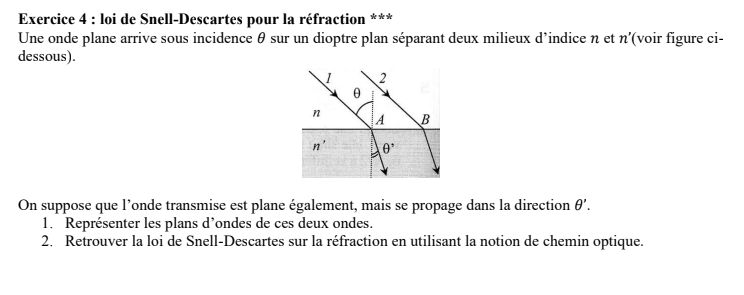 Exercice 4 : loi de Snell-Descartes pour la réfraction ***
Une onde plane arrive sous incidence θ sur un dioptre plan séparant deux milieux d’indice n et n′(voir figure ci-
dessous).
1 2
θ
n
A B
n'
θ'
On suppose que l’onde transmise est plane également, mais se propage dans la direction θ′.
1. Représenter les plans d’ondes de ces deux ondes.
2. Retrouver la loi de Snell-Descartes sur la réfraction en utilisant la notion de chemin optique.